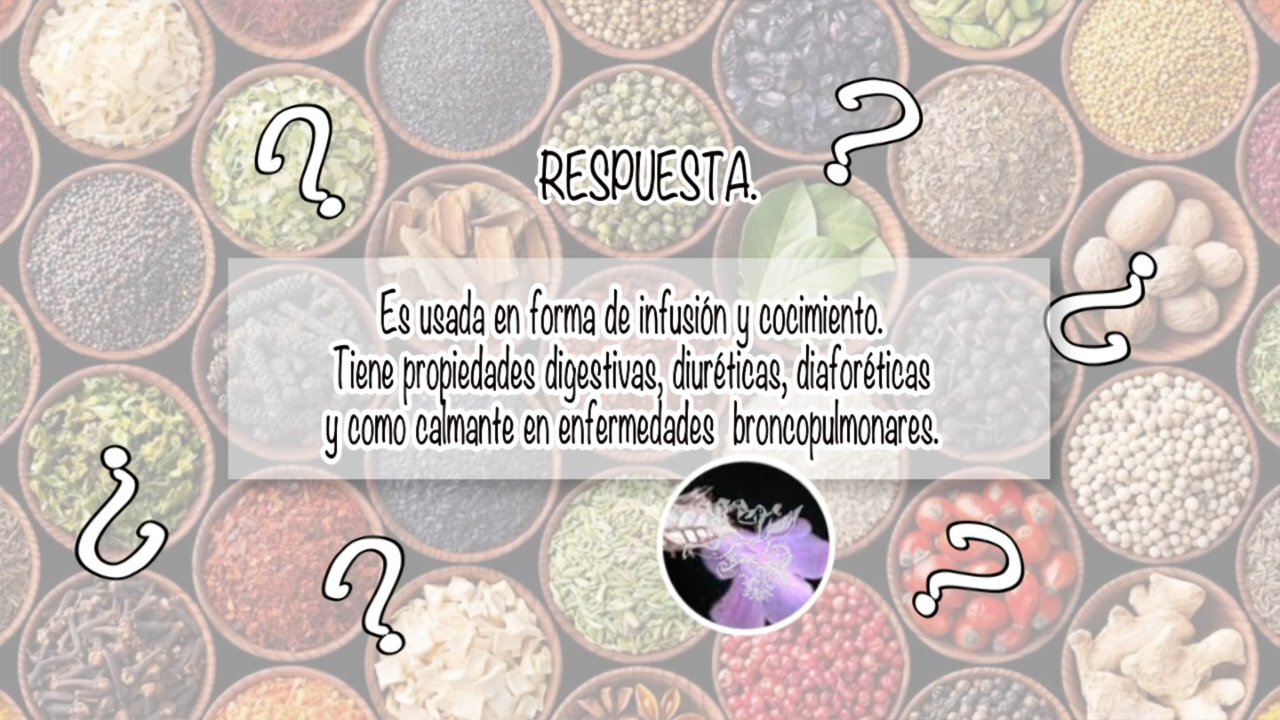 RESPUESTA.
Es usada en forma de infusión y cocimiento.
Tiene propiedades digestivas, diuréticas, diaforéticas
y como calmante en enfermedades broncopulmonares.